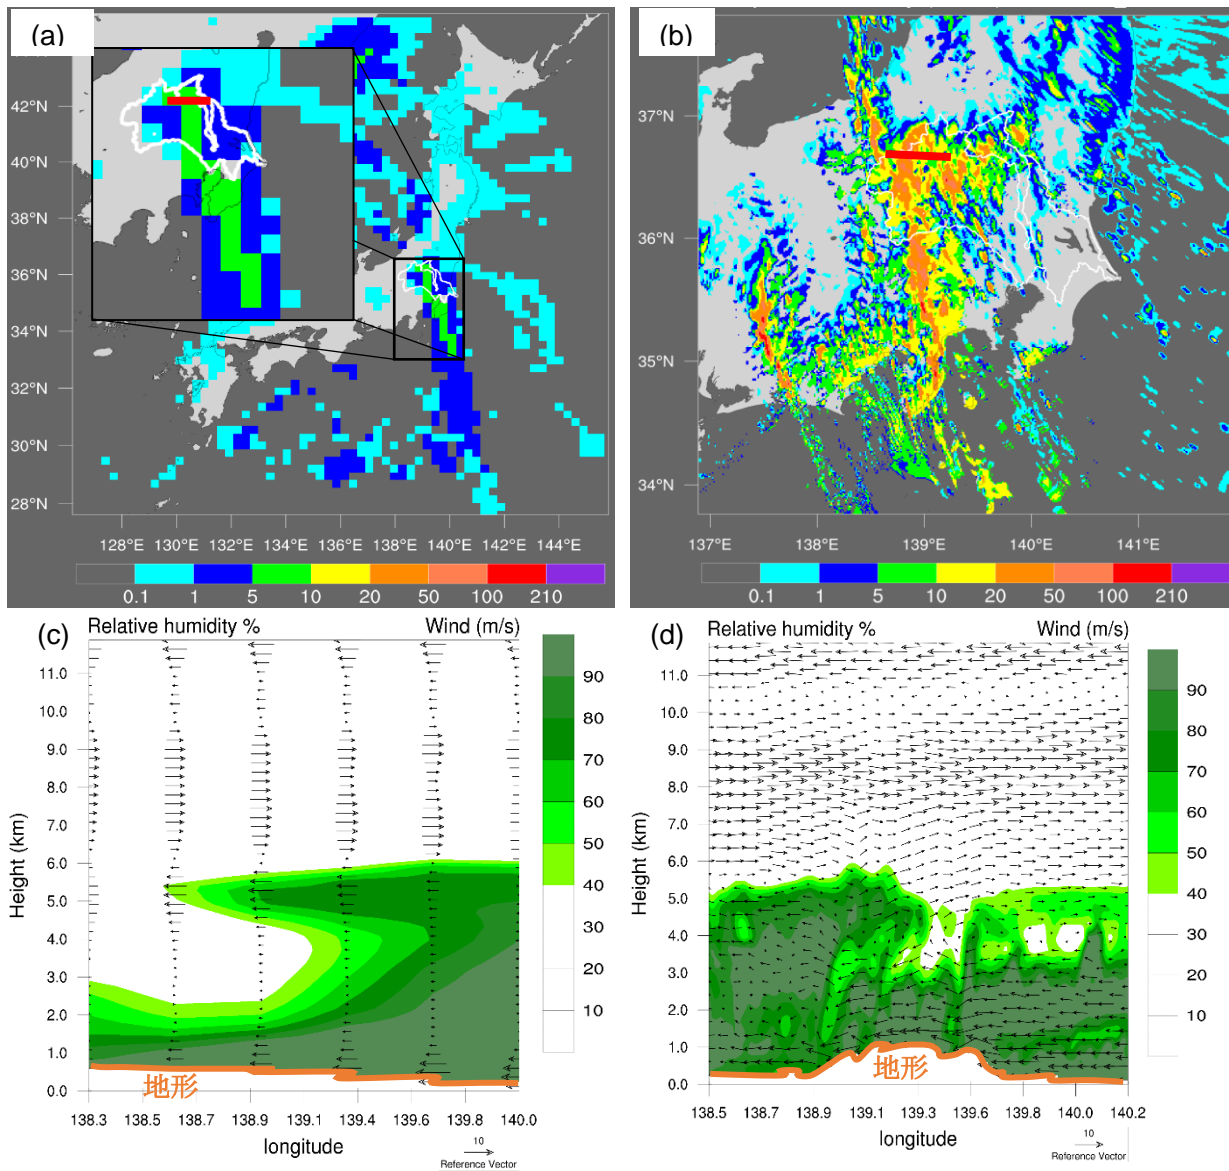 (a)
42°N
40°N
38°N
36°N
34°N
32°N
30°N
28°N
128°E 130°E 132°E 134°E 136°E 138°E 140°E 142°E 144°E
0.1 1 5 10 20 50 100 210
(b)
37°N
36°N
35°N
34°N
137°E 138°E 139°E 140°E 141°E
0.1 1 5 10 20 50 100 210
(c)
Relative humidity % Wind (m/s)
Height (km)
11.0
10.0
9.0
8.0
7.0
6.0
5.0
4.0
3.0
2.0
1.0
0.0
地形
138.3 138.5 138.7 138.9 139.1 139.3 139.6 139.8 140.0
longitude
10
Reference Vector
90
80
70
60
50
40
30
20
10
(d)
Relative humidity % Wind (m/s)
Height (km)
11.0
10.0
9.0
8.0
7.0
6.0
5.0
4.0
3.0
2.0
1.0
0.0
地形
138.5 138.7 138.9 139.1 139.3 139.6 139.8 140.0 140.2
longitude
10
Reference Vector
90
80
70
60
50
40
30
20
10